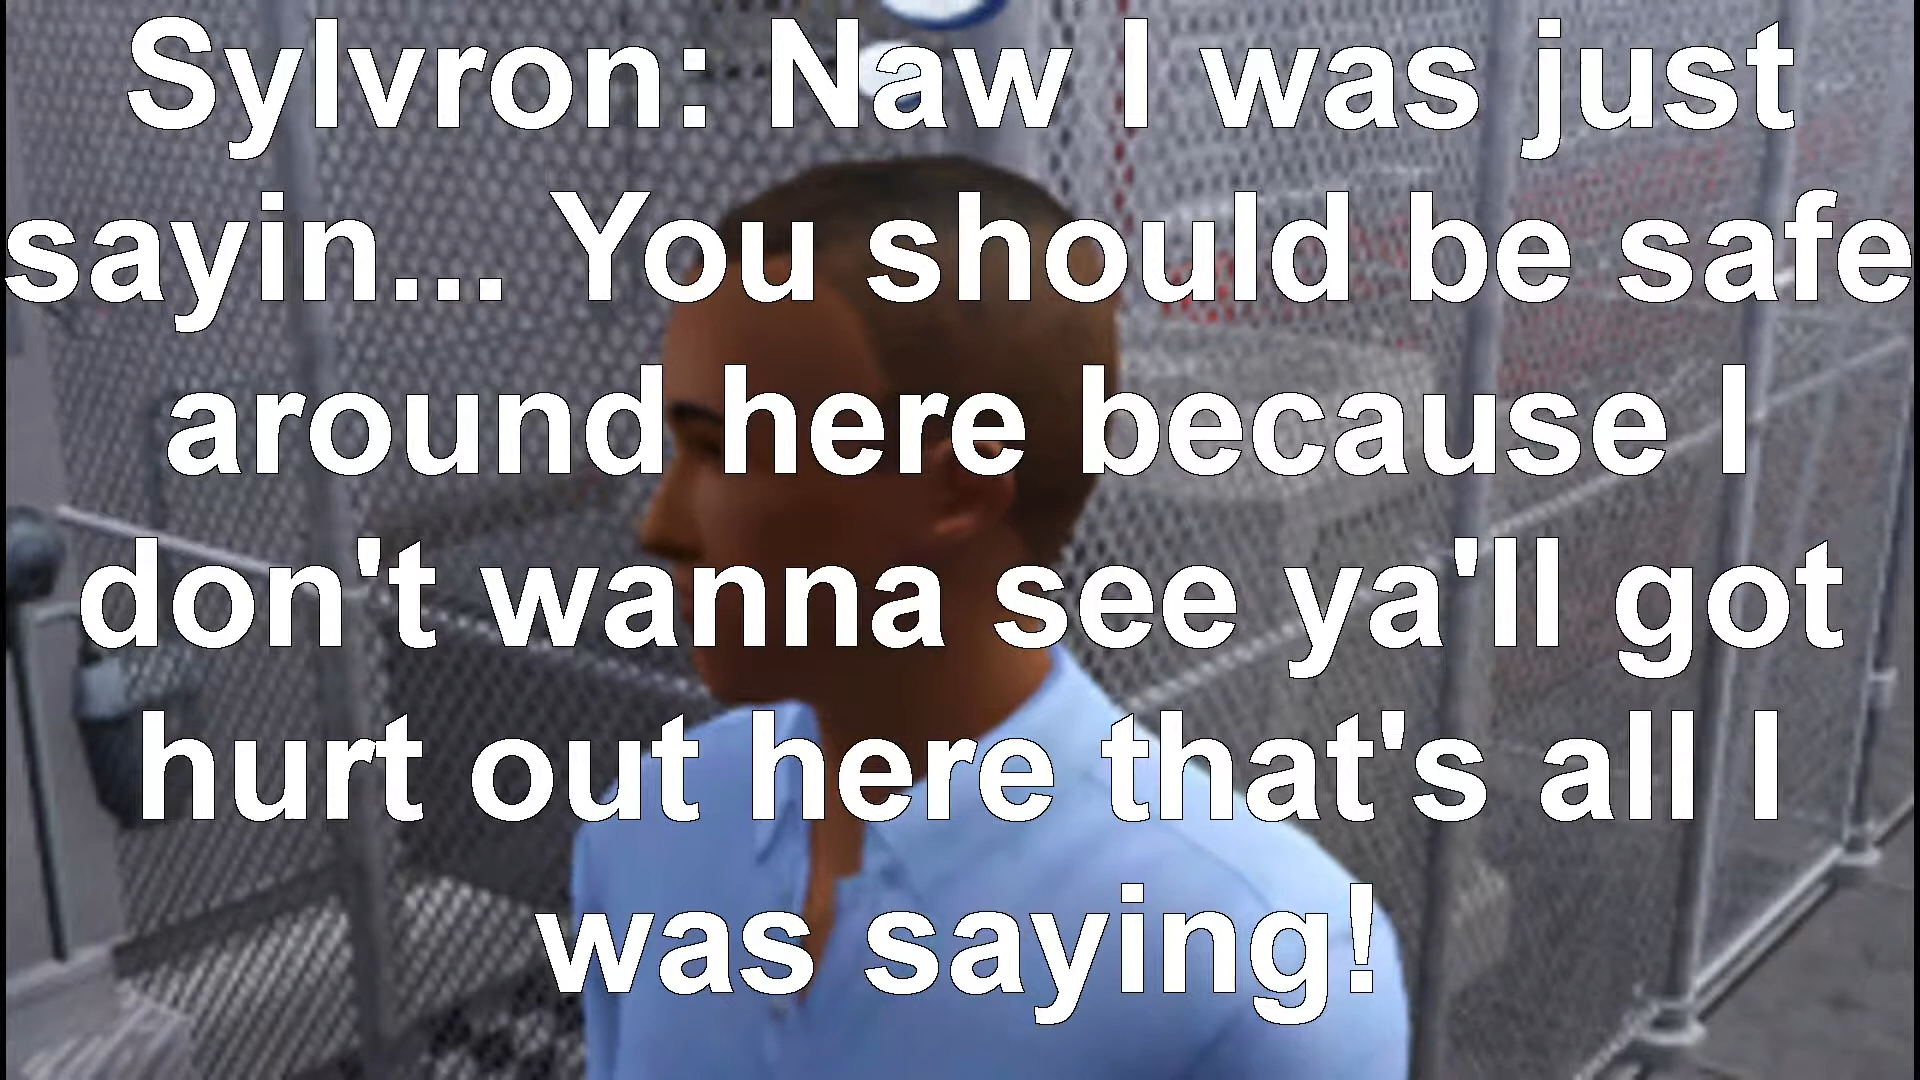 Sylvron: Naw I was just
sayin... You should be safe
around here because I
don't wanna see ya'll got
hurt out here that's all I
was saying!